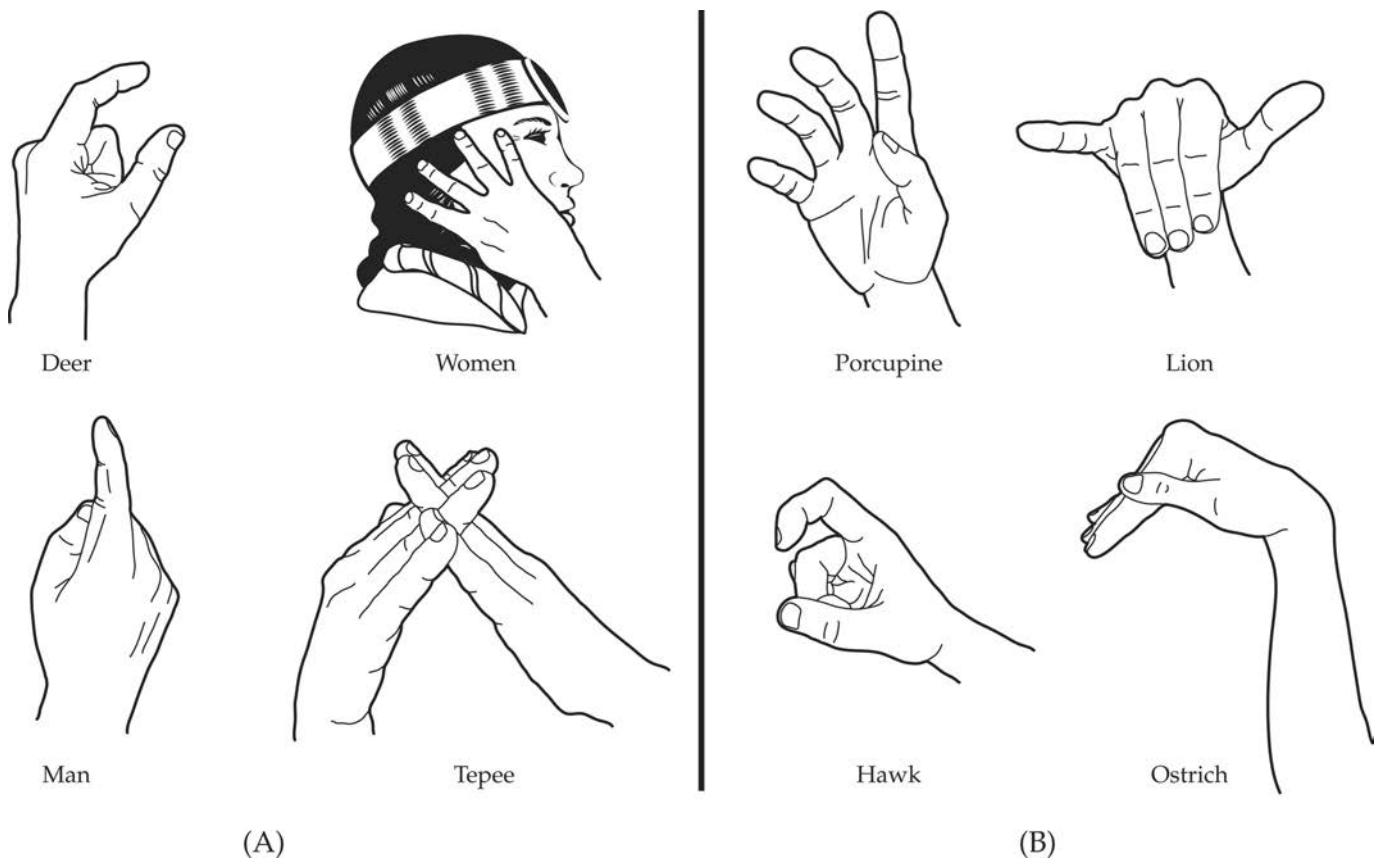 Deer
Women
Porcupine
Lion
Man
Tepee
Hawk
Ostrich
(A)
(B)